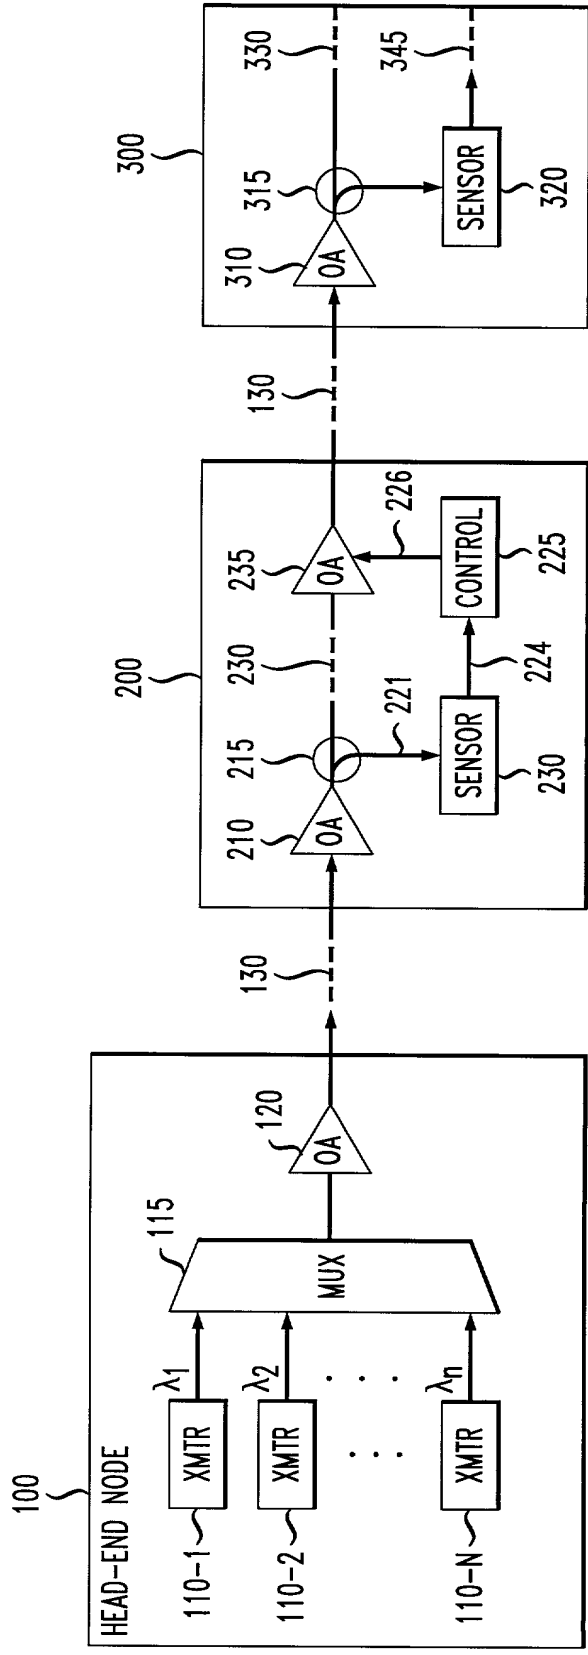 100
HEAD-END NODE
110-1
XMTR
λ1
110-2
XMTR
λ2
110-N
XMTR
λn
115
MUX
120
OA
130
200
210
OA
215
221
SENSOR
230
224
230
235
OA
226
CONTROL
225
130
300
310
OA
315
SENSOR
320
330
345